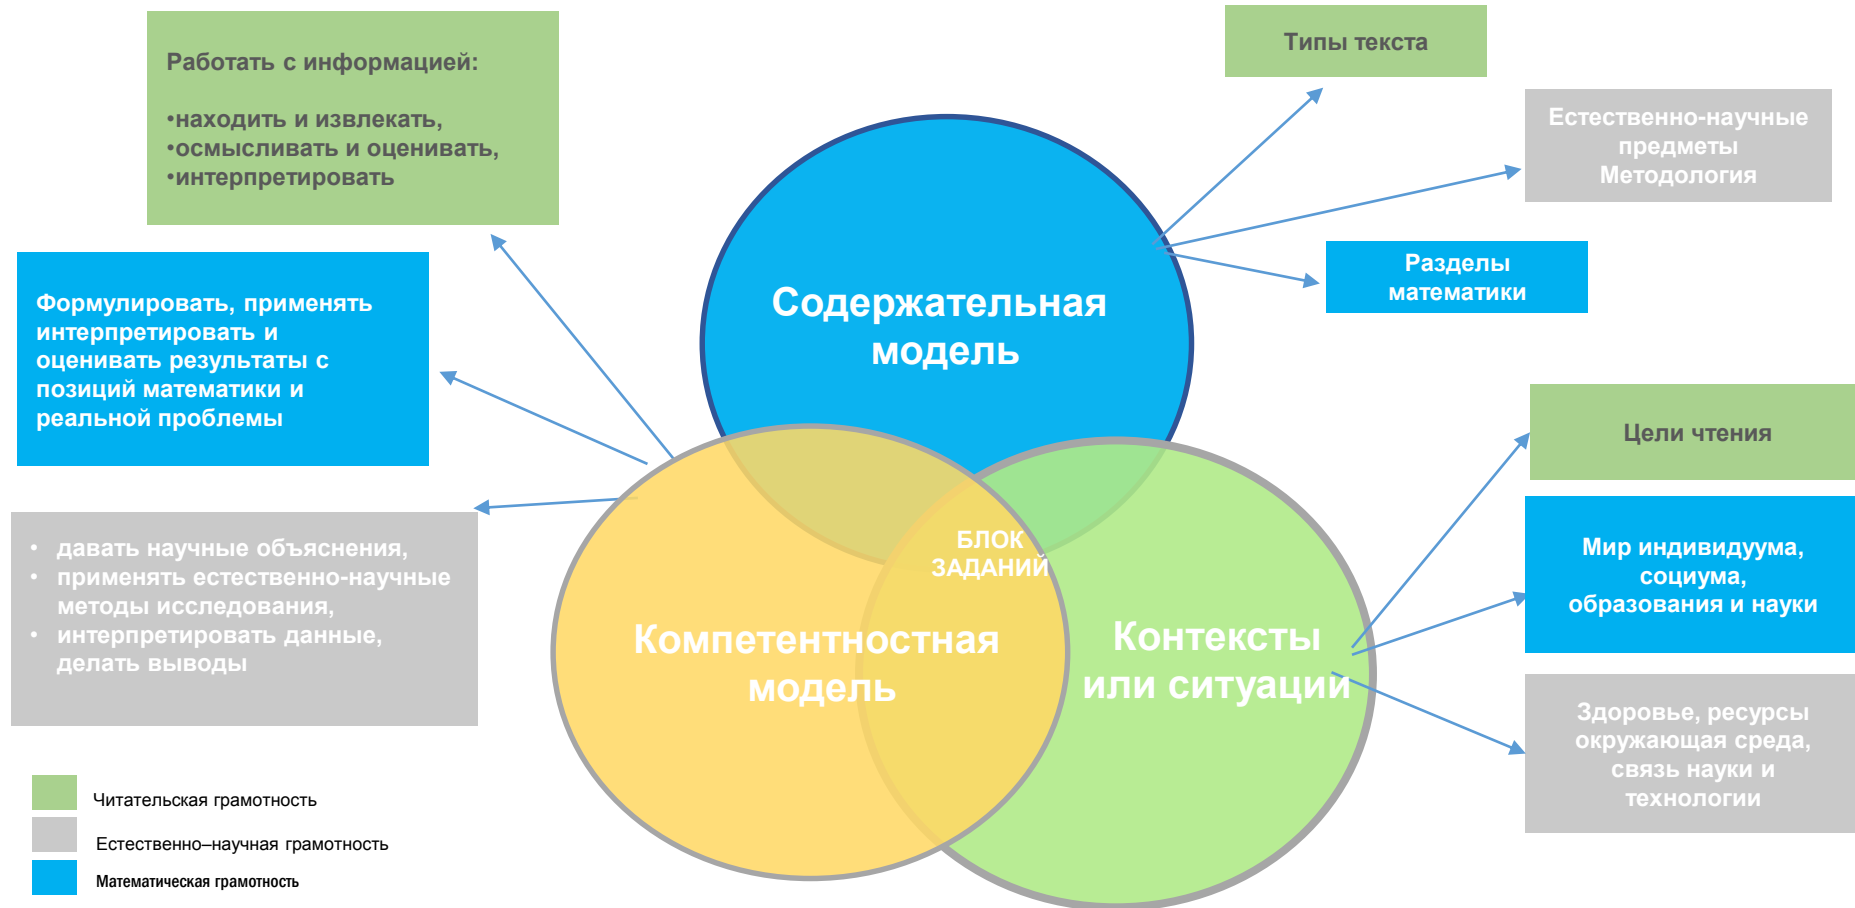 Работать с информацией:
•находить и извлекать,
•осмысливать и оценивать,
•интерпретировать
Формулировать, применять
интерпретировать и
оценивать результаты с
позиций математики и
реальной проблемы
• давать научные объяснения,
• применять естественно-научные
методы исследования,
• интерпретировать данные,
делать выводы
Содержательная
модель
Компетентностная
модель
БЛОК
ЗАДАНИЙ
Контексты
или ситуации
Типы текста
Естественно-научные
предметы
Методология
Разделы
математики
Цели чтения
Мир индивидуума,
социума,
образования и науки
Здоровье, ресурсы
окружающая среда,
связь науки и
технологии
Читательская грамотность
Естественно–научная грамотность
Математическая грамотность